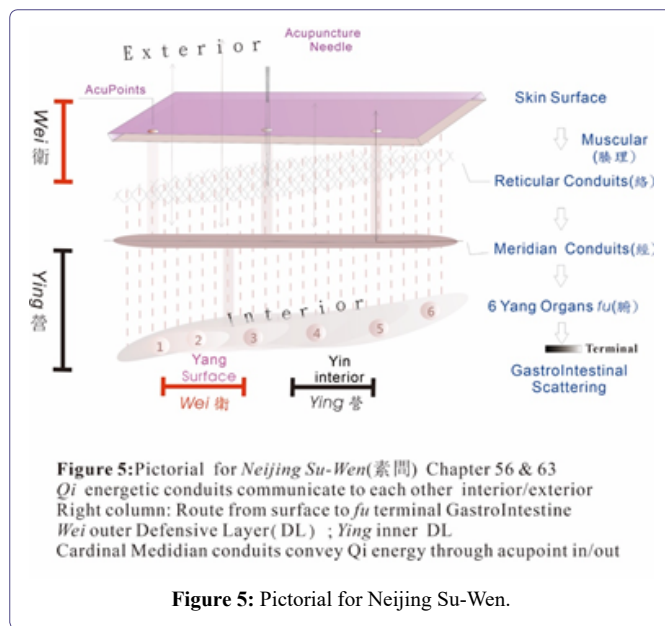 Exterior
Acupuncture
Needle
AcuPoints
Skin Surface
Wei 衛
Muscular
(腠理)
Reticular Conduits(絡)
Meridian Conduits(經)
Ying 營
Interior
6 Yang Organs fu(腑)
1 2 3 4 5 6
Terminal
GastroIntestinal
Scattering
Yang
Surface
Wei 衛
Yin
interior
Ying 營
Figure 5:Pictorial for Neijing Su-Wen(素問) Chapter 56 & 63
Qi energetic conduits communicate to each other interior/exterior
Right column: Route from surface to fu terminal GastroIntestine
Wei outer Defensive Layer(DL) ; Ying inner DL
Cardinal Medidian conduits convey Qi energy through acupoint in/out
Figure 5: Pictorial for Neijing Su-Wen.